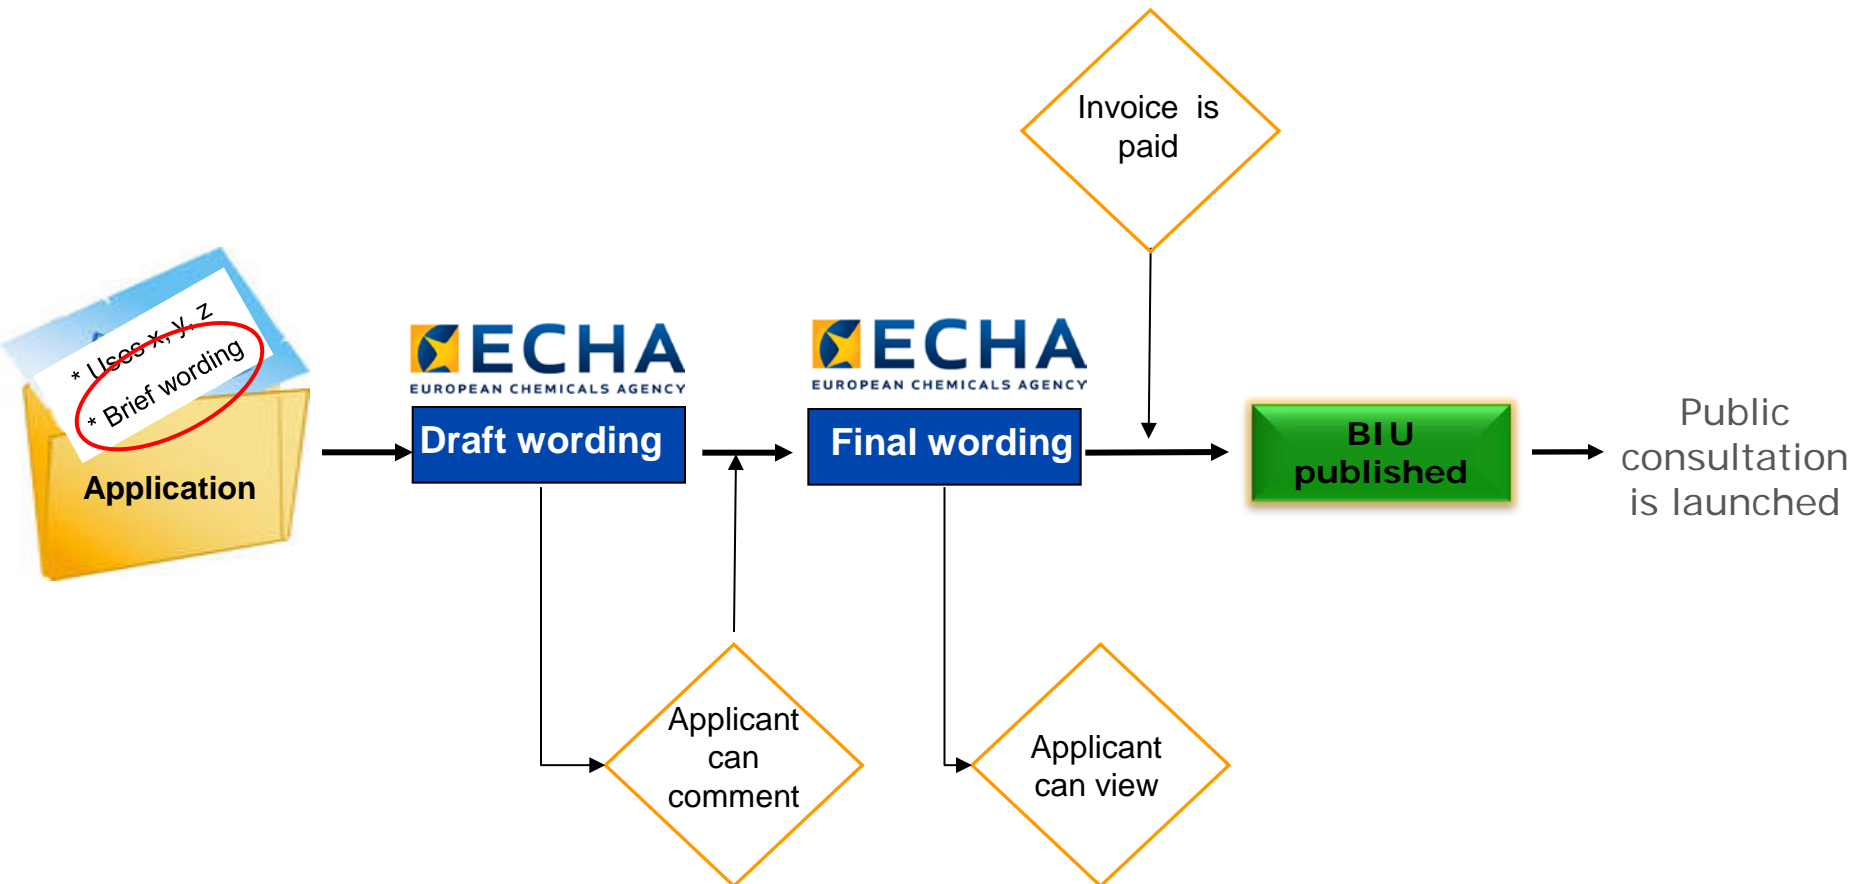 Invoice is
paid
* Uses x, y, z
* Brief wording
Application
ECHA
EUROPEAN CHEMICALS AGENCY
Draft wording
ECHA
EUROPEAN CHEMICALS AGENCY
Final wording
BIU
published
Public
consultation
is launched
Applicant
can
comment
Applicant
can view